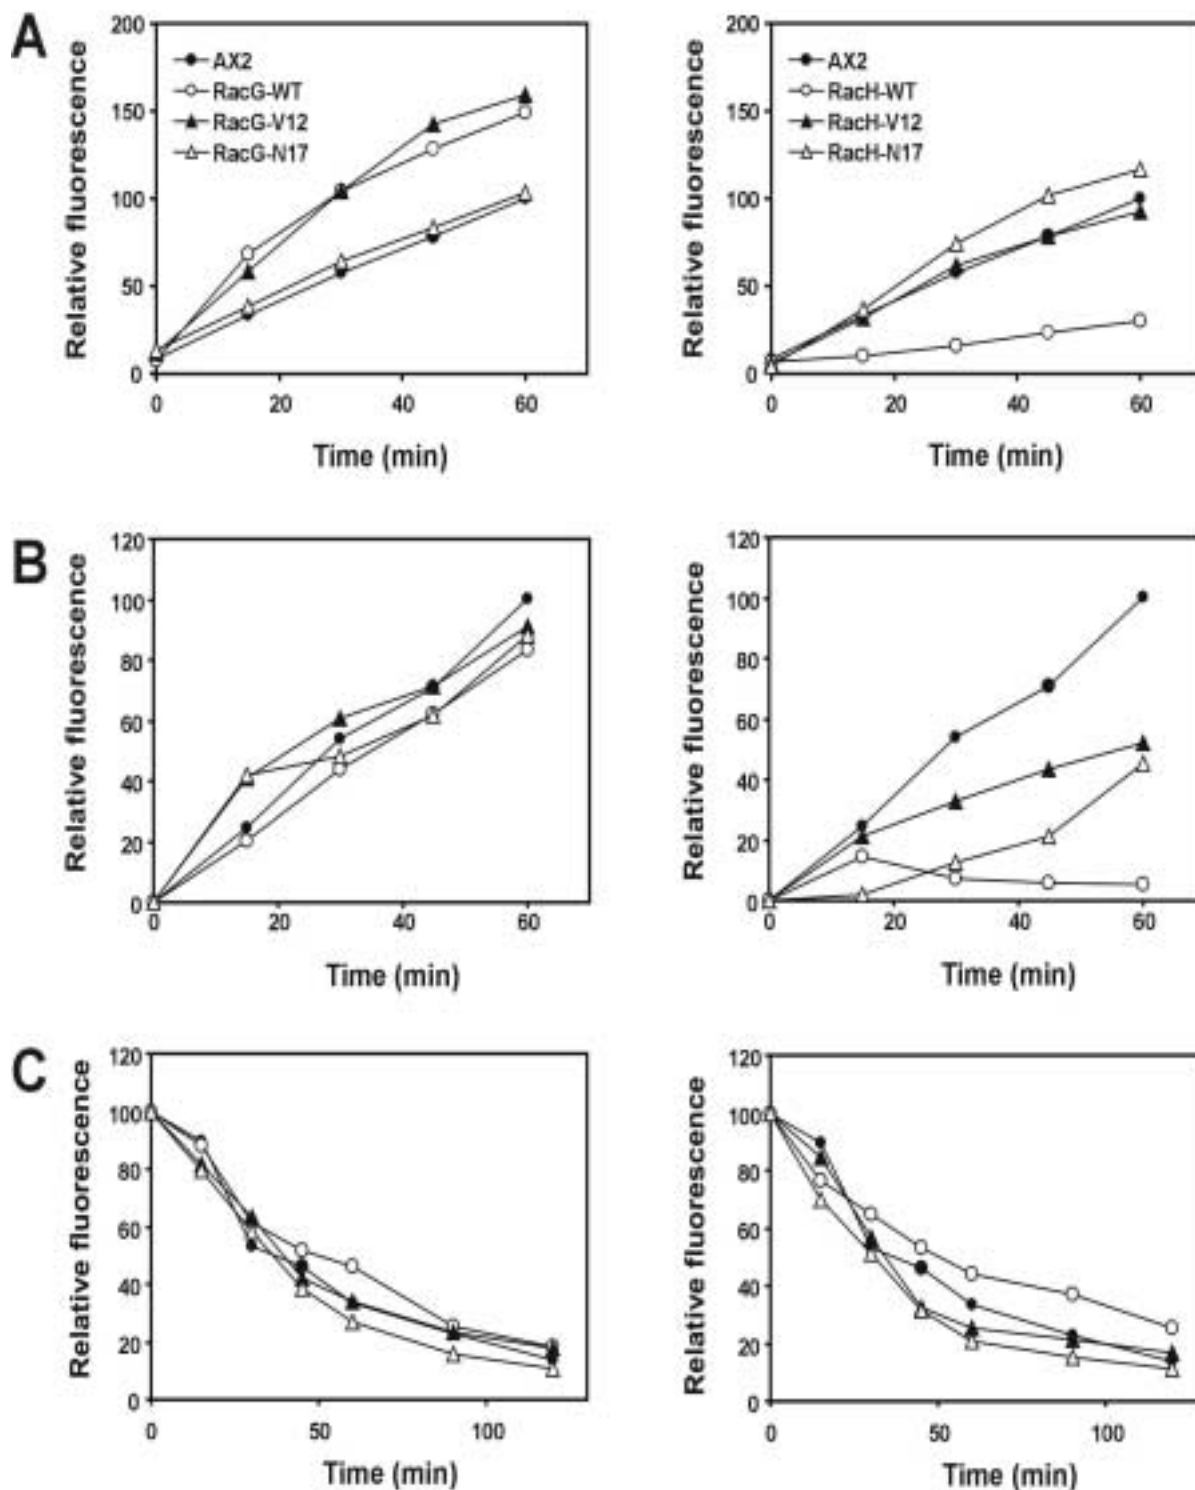 A
Relative fluorescence
200
150
100
50
0
AX2
RacG-WT
RacG-V12
RacG-N17
0 20 40 60
Time (min)
Relative fluorescence
200
150
100
50
0
AX2
RacH-WT
RacH-V12
RacH-N17
0 20 40 60
Time (min)
B
Relative fluorescence
120
100
80
60
40
20
0
20 40 60
Time (min)
Relative fluorescence
120
100
80
60
40
20
0
20 40 60
Time (min)
C
Relative fluorescence
120
100
80
60
40
20
0
0 50 100
Time (min)
Relative fluorescence
120
100
80
60
40
20
0
0 50 100
Time (min)